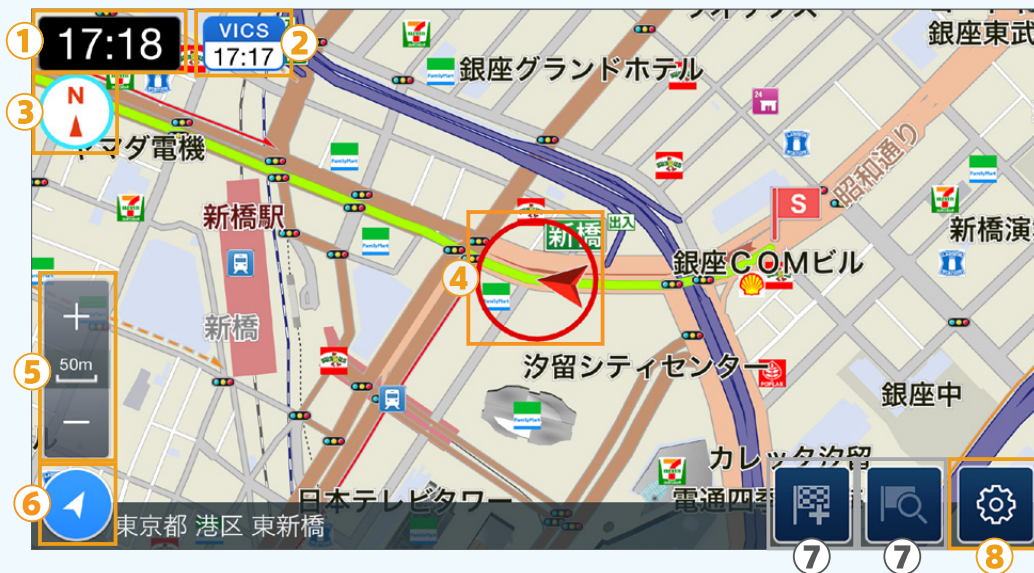 ① 17:18
VICS
17:17 ②
銀座東武
銀座グランドホテル
24
③ N
マダ電機
昭和通り
S
新橋駅
新橋 出入
新橋演
④
銀座COMビル
新橋
⑤ +
50m
−
汐留シティセンター
銀座中
カレッタ汐留
日本テレビタワー
電通四季
⑥ 東京都 港区 東新橋
⑦ ⑦ ⑧
FamilyMart
POPLAR